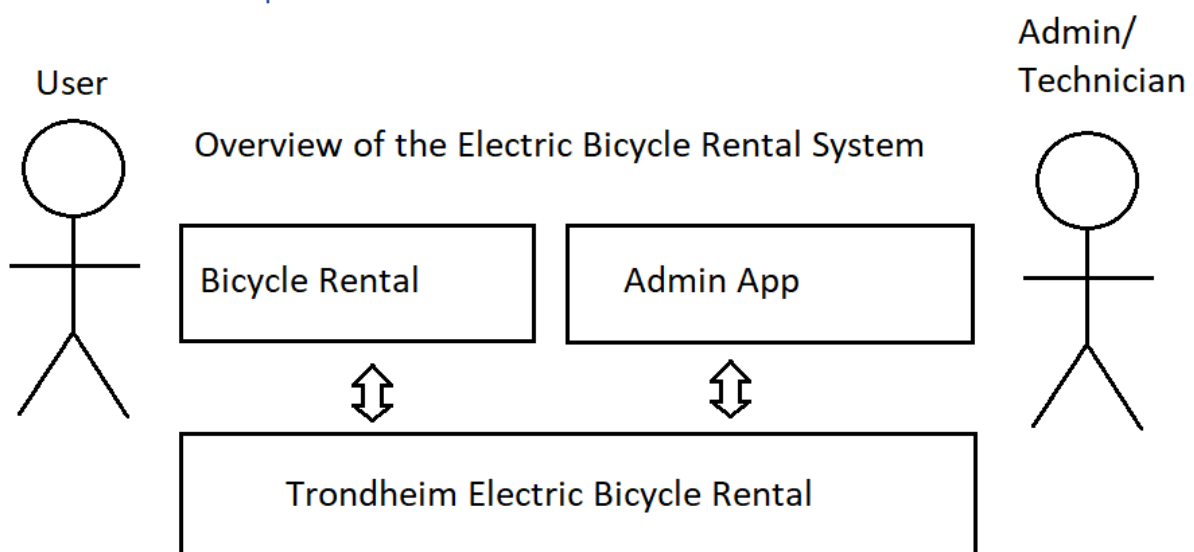 Admin/
Technician
User
Overview of the Electric Bicycle Rental System
Bicycle Rental
Admin App
Trondheim Electric Bicycle Rental